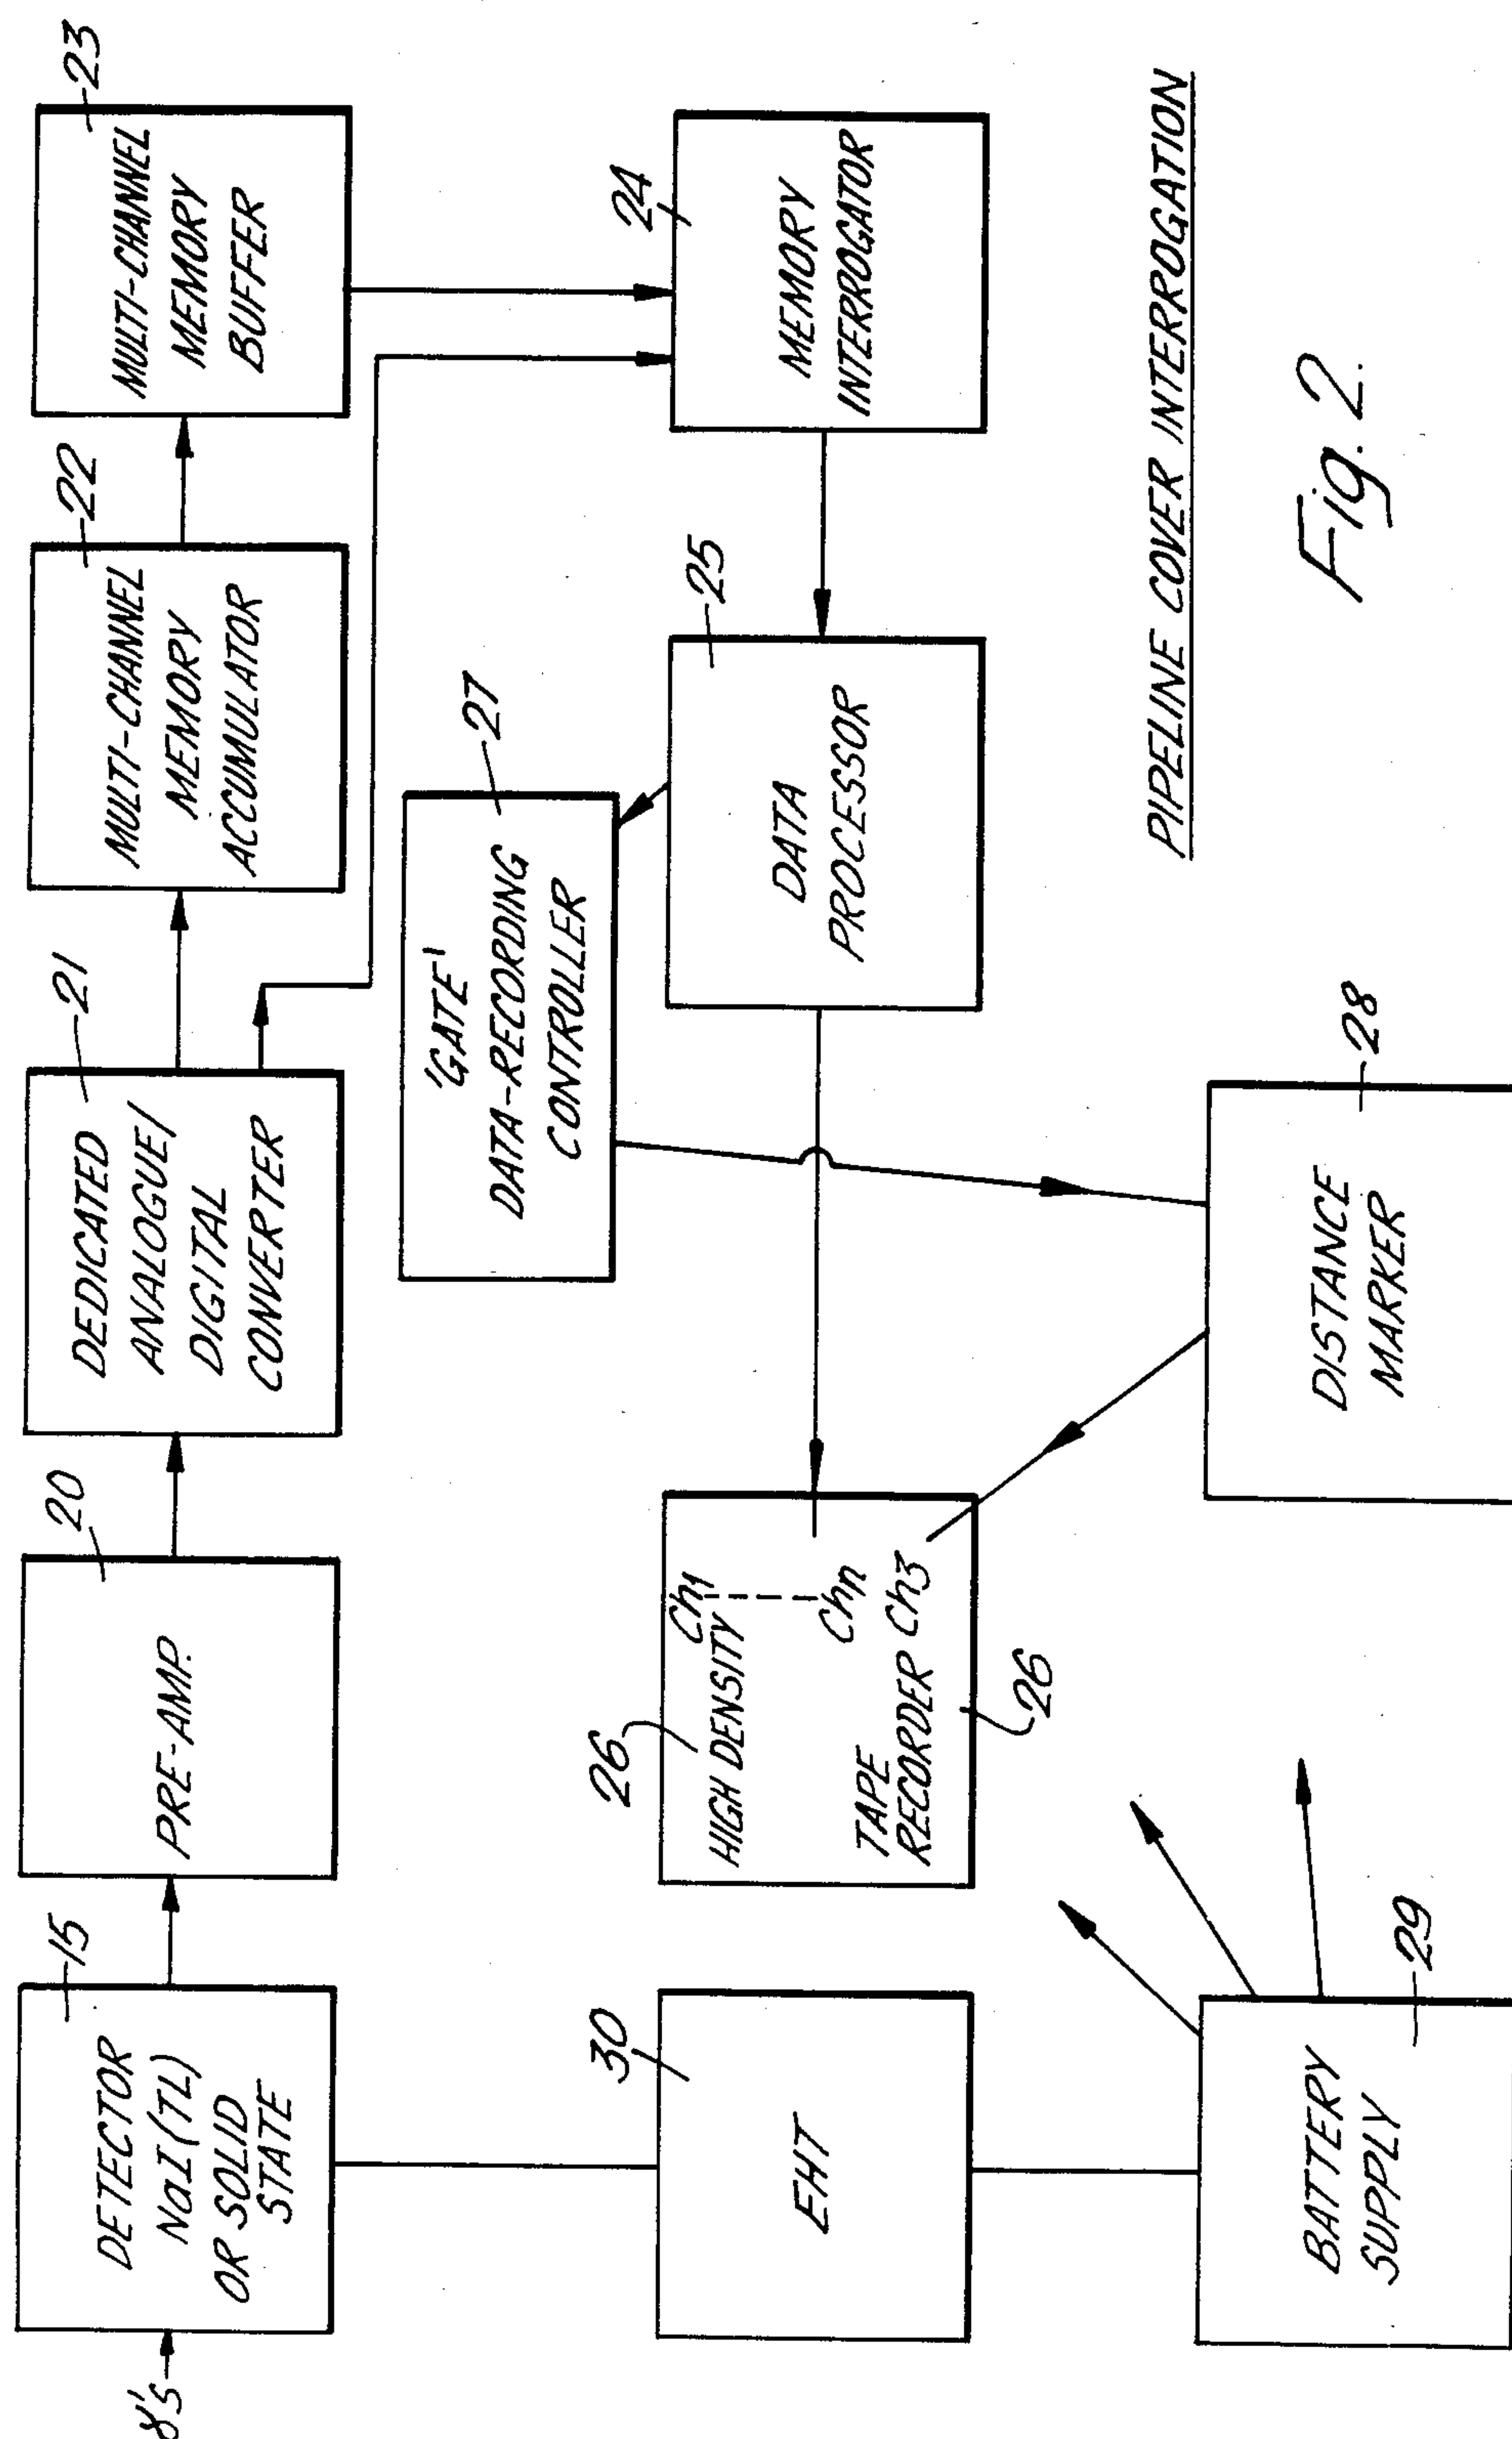 γ's
15
DETECTOR
NaI(TL)
OR SOLID
STATE
20
PRE-AMP.
21
DEDICATED
ANALOGUE/
DIGITAL
CONVERTER
22
MULTI-CHANNEL
MEMORY
ACCUMULATOR
23
MULTI-CHANNEL
MEMORY
BUFFER
'GATE'
DATA-RECORDING
CONTROLLER
27
30
EHT
26
HIGH DENSITY
Ch1
Chn
TAPE
RECORDER Ch3
26
25
DATA
PROCESSOR
24
MEMORY
INTERROGATOR
29
BATTERY
SUPPLY
28
DISTANCE
MARKER
PIPELINE COVER INTERROGATION
Fig. 2.